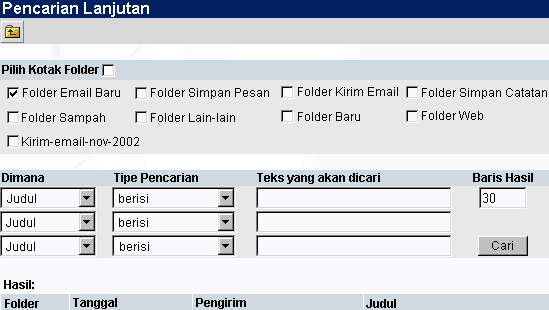 Pencarian Lanjutan
Pilih Kotak Folder
Folder Email Baru Folder Simpan Pesan Folder Kirim Email Folder Simpan Catatan
Folder Sampah Folder Lain-lain Folder Baru Folder Web
Kirim-email-nov-2002
Dimana Tipe Pencarian Teks yang akan dicari Baris Hasil
Judul berisi 30
Judul berisi
Judul berisi Cari
Hasil:
Folder Tanggal Pengirim Judul